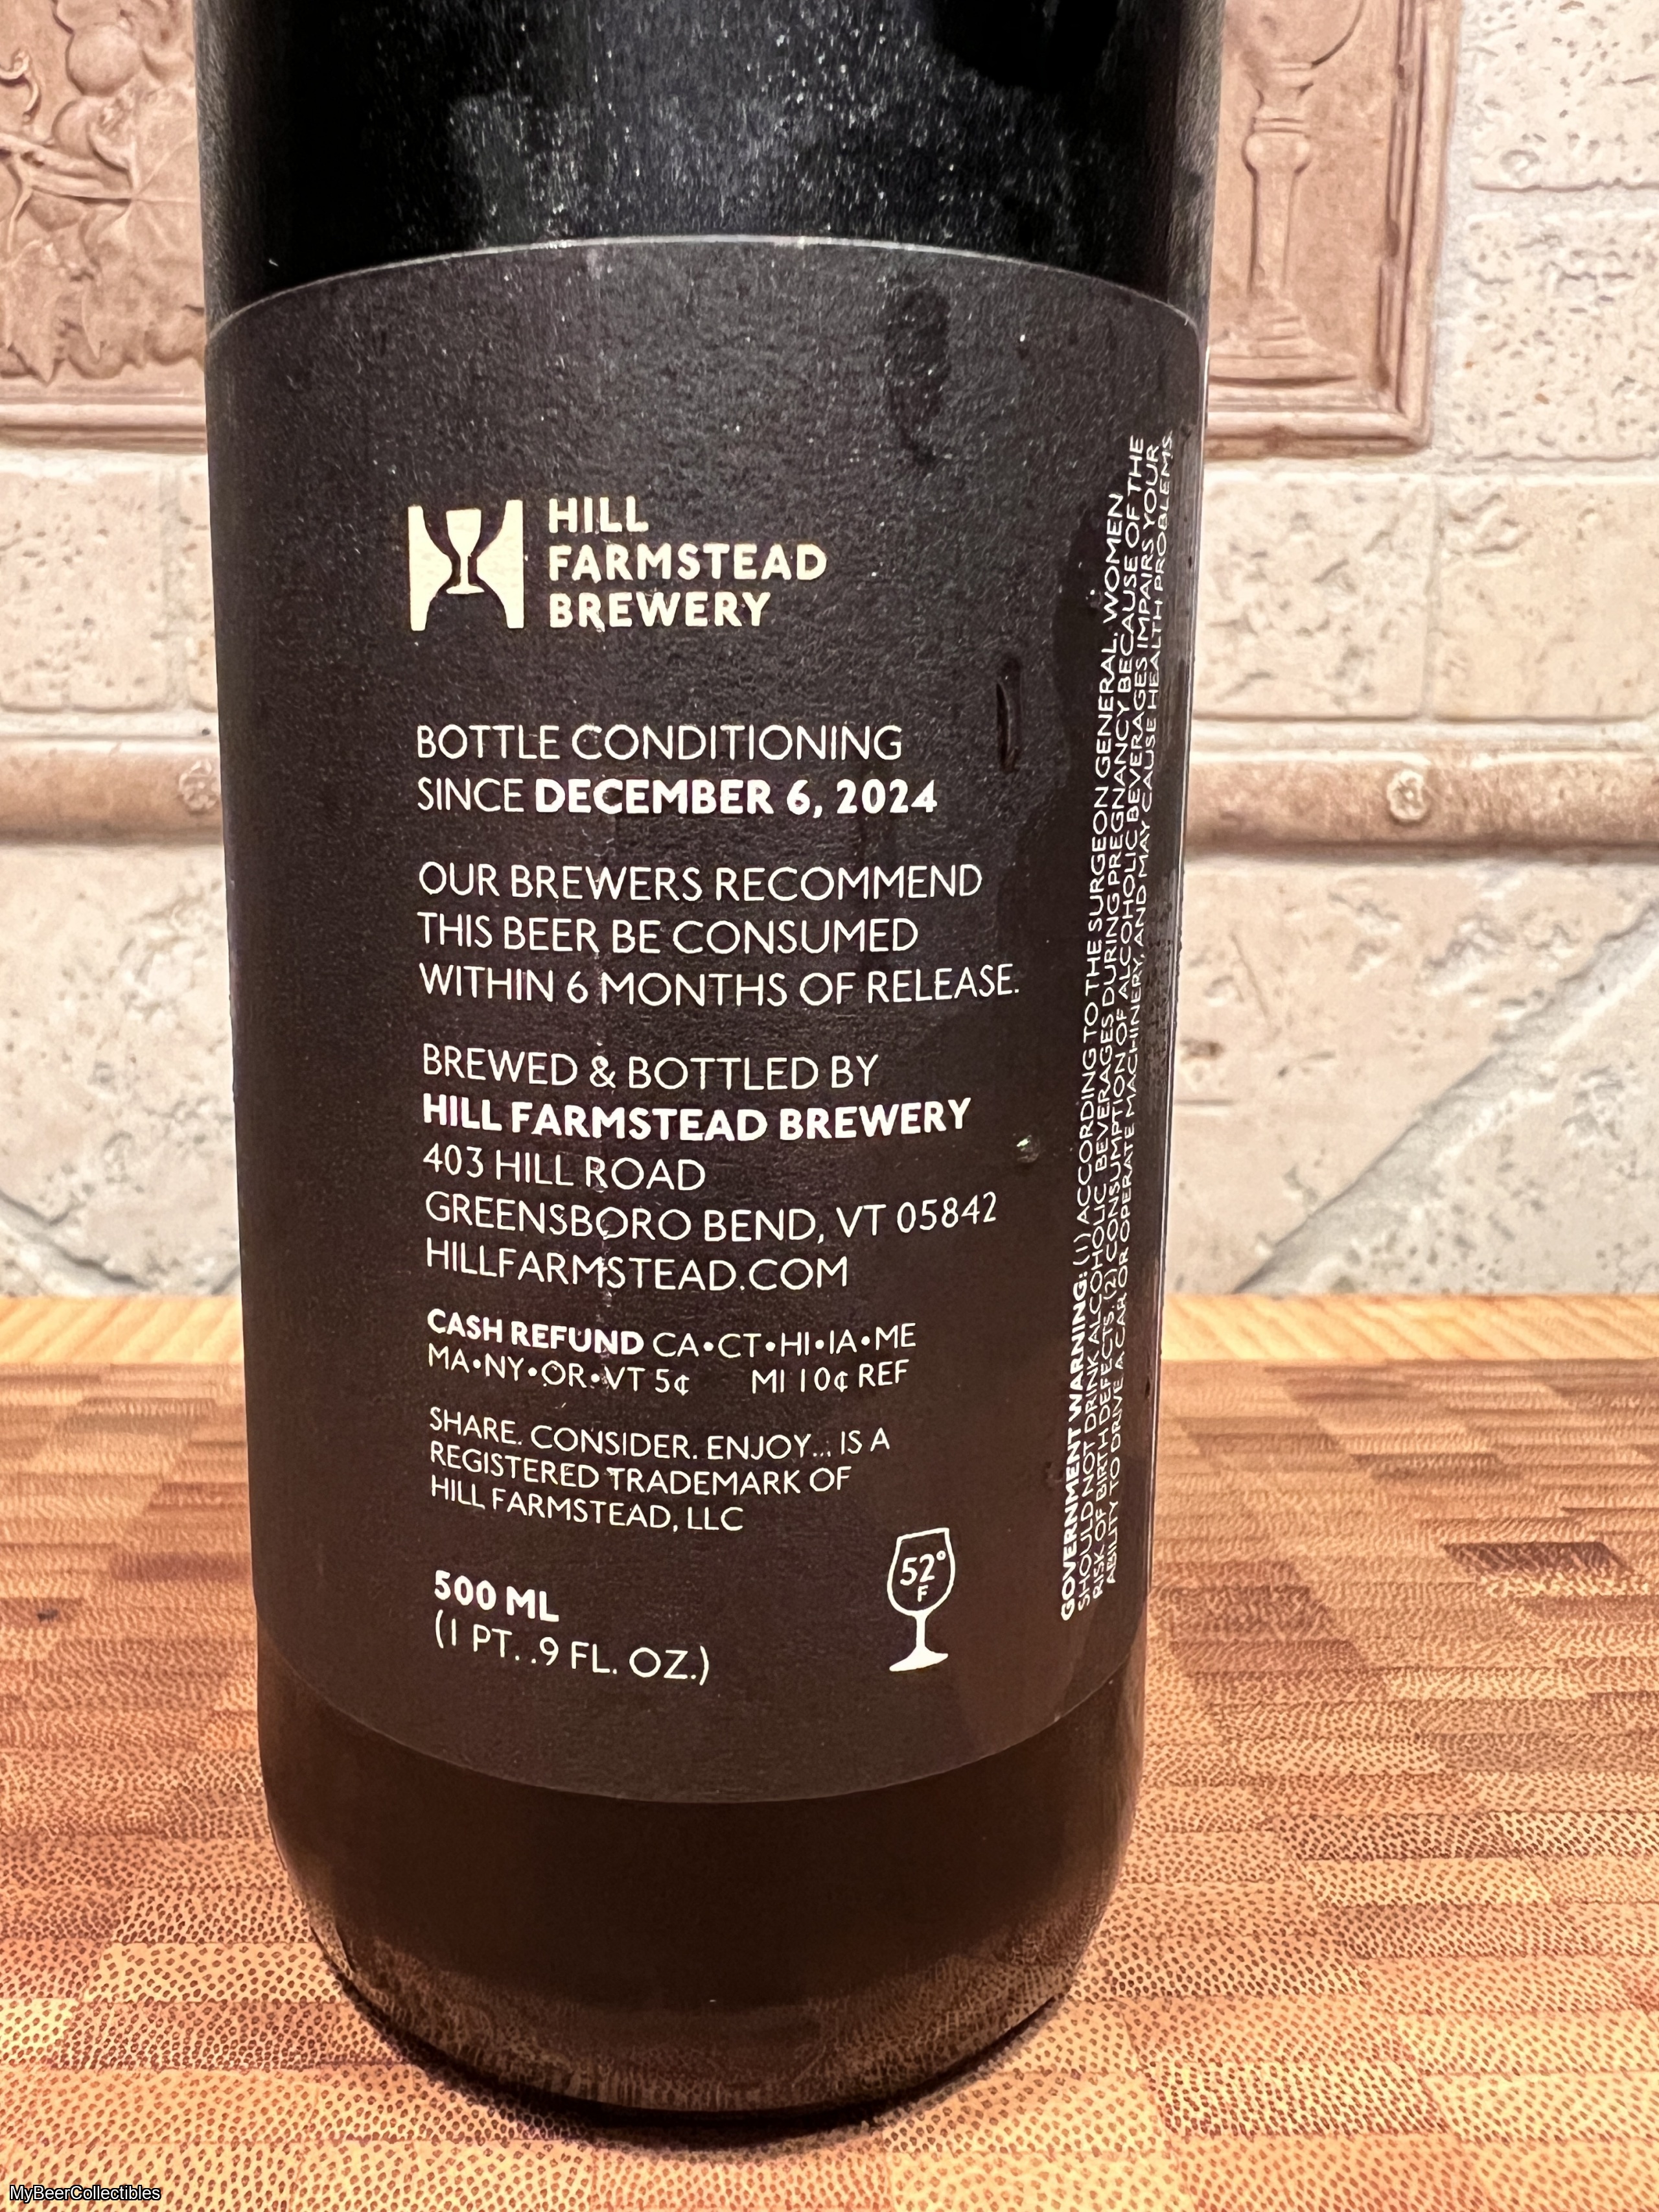 HILL
FARMSTEAD
BREWERY
BOTTLE CONDITIONING
SINCE DECEMBER 6, 2024
OUR BREWERS RECOMMEND
THIS BEER BE CONSUMED
WITHIN 6 MONTHS OF RELEASE.
BREWED & BOTTLED BY
HILL FARMSTEAD BREWERY
403 HILL ROAD
GREENSBORO BEND, VT 05842
HILLFARMSTEAD.COM
CASH REFUND CA•CT•HI•IA•ME
MA•NY•OR•VT 5¢ MI 10¢ REF
SHARE. CONSIDER. ENJOY... IS A
REGISTERED TRADEMARK OF
HILL FARMSTEAD, LLC
500 ML
(1 PT. .9 FL. OZ.)
52°
F
GOVERNMENT WARNING: (1) ACCORDING TO THE SURGEON GENERAL, WOMEN
SHOULD NOT DRINK ALCOHOLIC BEVERAGES DURING PREGNANCY BECAUSE OF THE
RISK OF BIRTH DEFECTS. (2) CONSUMPTION OF ALCOHOLIC BEVERAGES IMPAIRS YOUR
ABILITY TO DRIVE A CAR OR OPERATE MACHINERY, AND MAY CAUSE HEALTH PROBLEMS.
MyBeerCollectibles